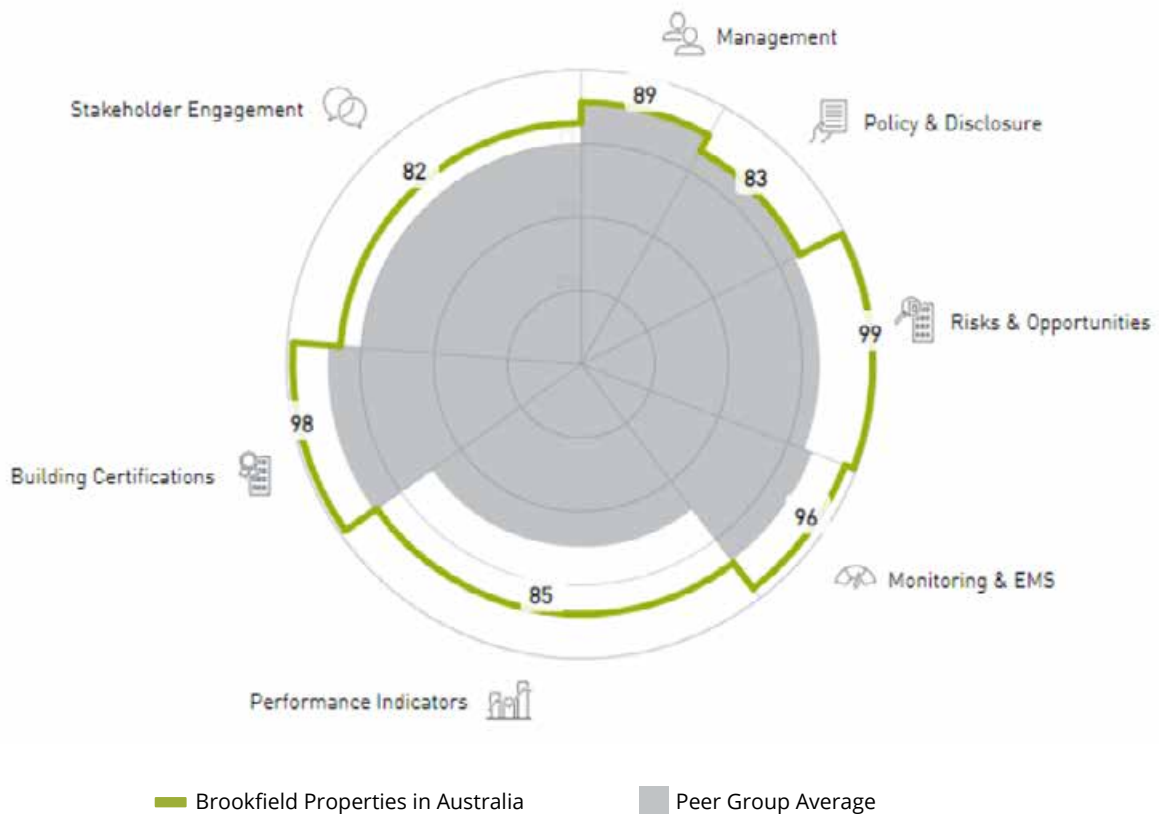 Management
Stakeholder Engagement
89
Policy & Disclosure
82
83
Risks & Opportunities
99
98
Building Certifications
96
Monitoring & EMS
85
Performance Indicators
Brookfield Properties in Australia
Peer Group Average